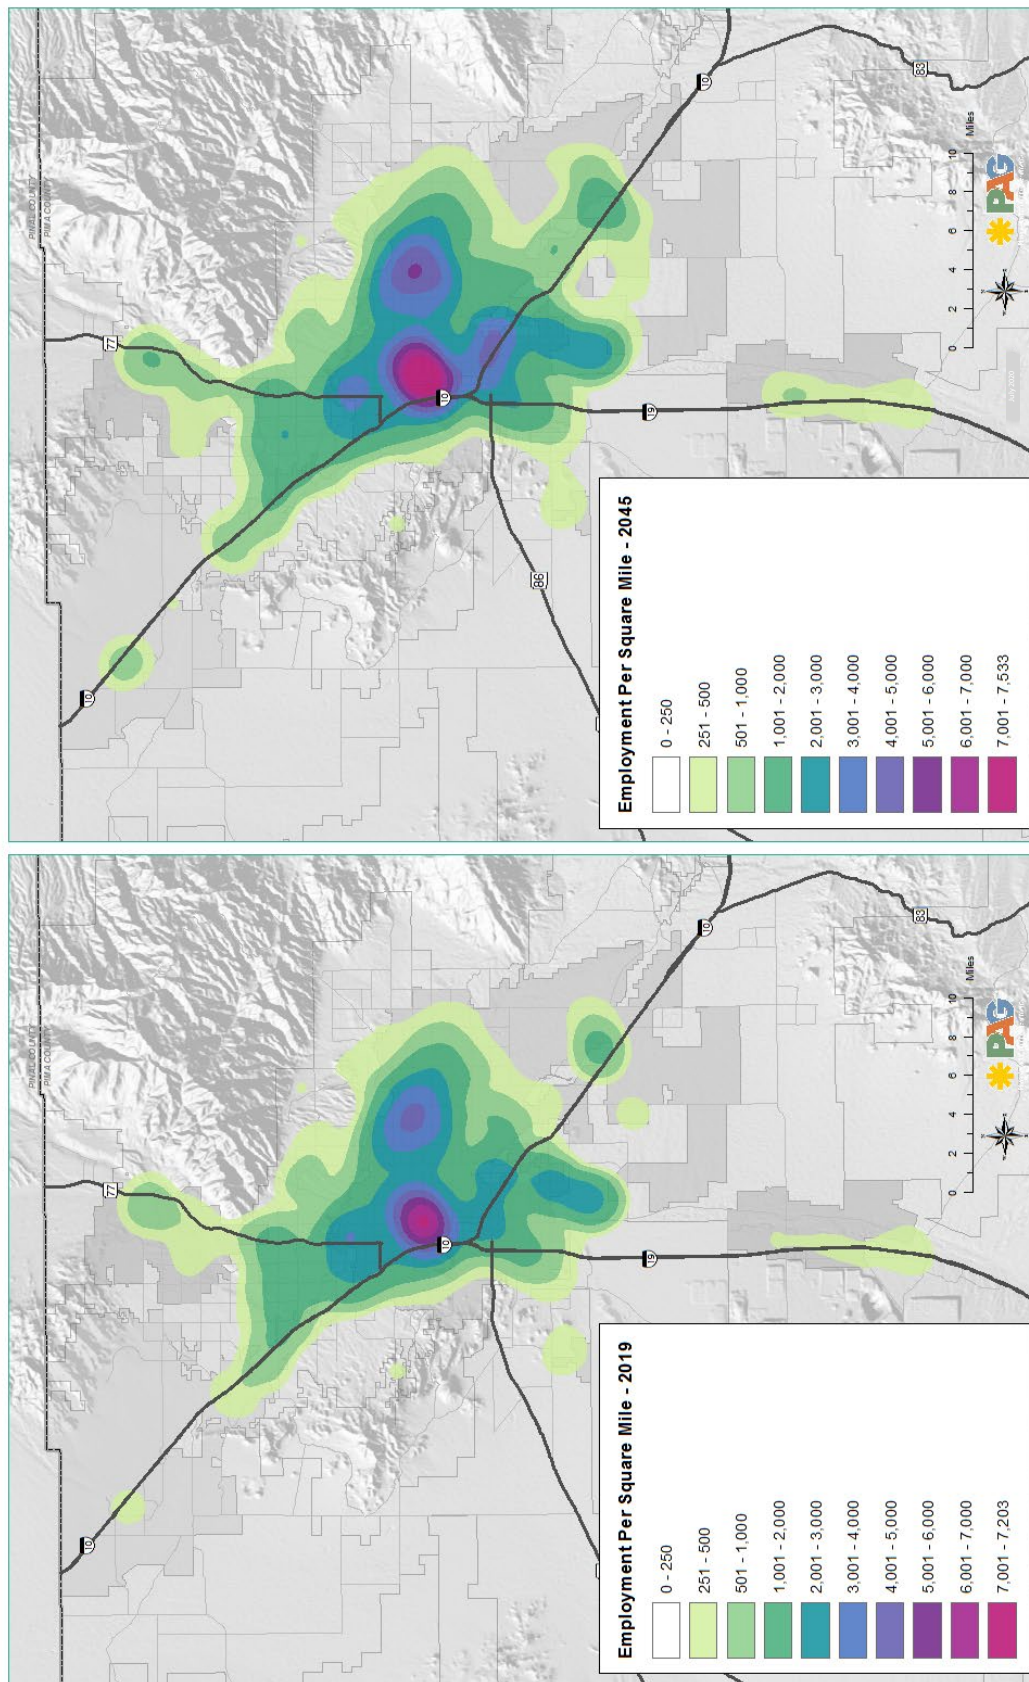 PINAL COUNTY
PIMA COUNTY
10
77
10
19
10
83
Employment Per Square Mile - 2019
0 - 250
251 - 500
501 - 1,000
1,001 - 2,000
2,001 - 3,000
3,001 - 4,000
4,001 - 5,000
5,001 - 6,000
6,001 - 7,000
7,001 - 7,203
0 2 4 6 8 10
Miles
PAG
PINAL COUNTY
PIMA COUNTY
10
77
10
86
19
10
83
Employment Per Square Mile - 2045
0 - 250
251 - 500
501 - 1,000
1,001 - 2,000
2,001 - 3,000
3,001 - 4,000
4,001 - 5,000
5,001 - 6,000
6,001 - 7,000
7,001 - 7,533
0 2 4 6 8 10
Miles
July 2020
PAG